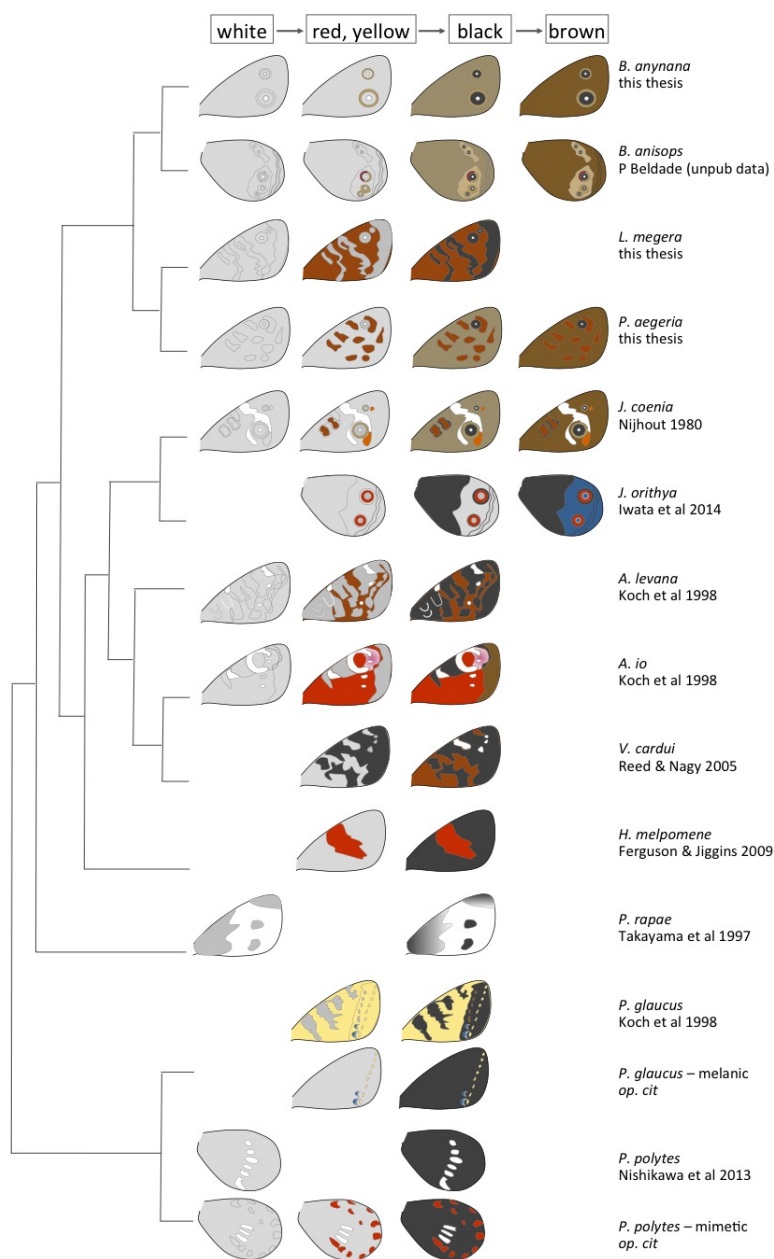 white red, yellow black brown
B. anynana
this thesis
B. anisops
P Beldade (unpub data)
L. megera
this thesis
P. aegeria
this thesis
J. coenia
Nijhout 1980
J. orithya
Iwata et al 2014
A. levana
Koch et al 1998
A. io
Koch et al 1998
V. cardui
Reed & Nagy 2005
H. melpomene
Ferguson & Jiggins 2009
P. rapae
Takayama et al 1997
P. glaucus
Koch et al 1998
P. glaucus – melanic
op. cit
P. polytes
Nishikawa et al 2013
P. polytes – mimetic
op. cit